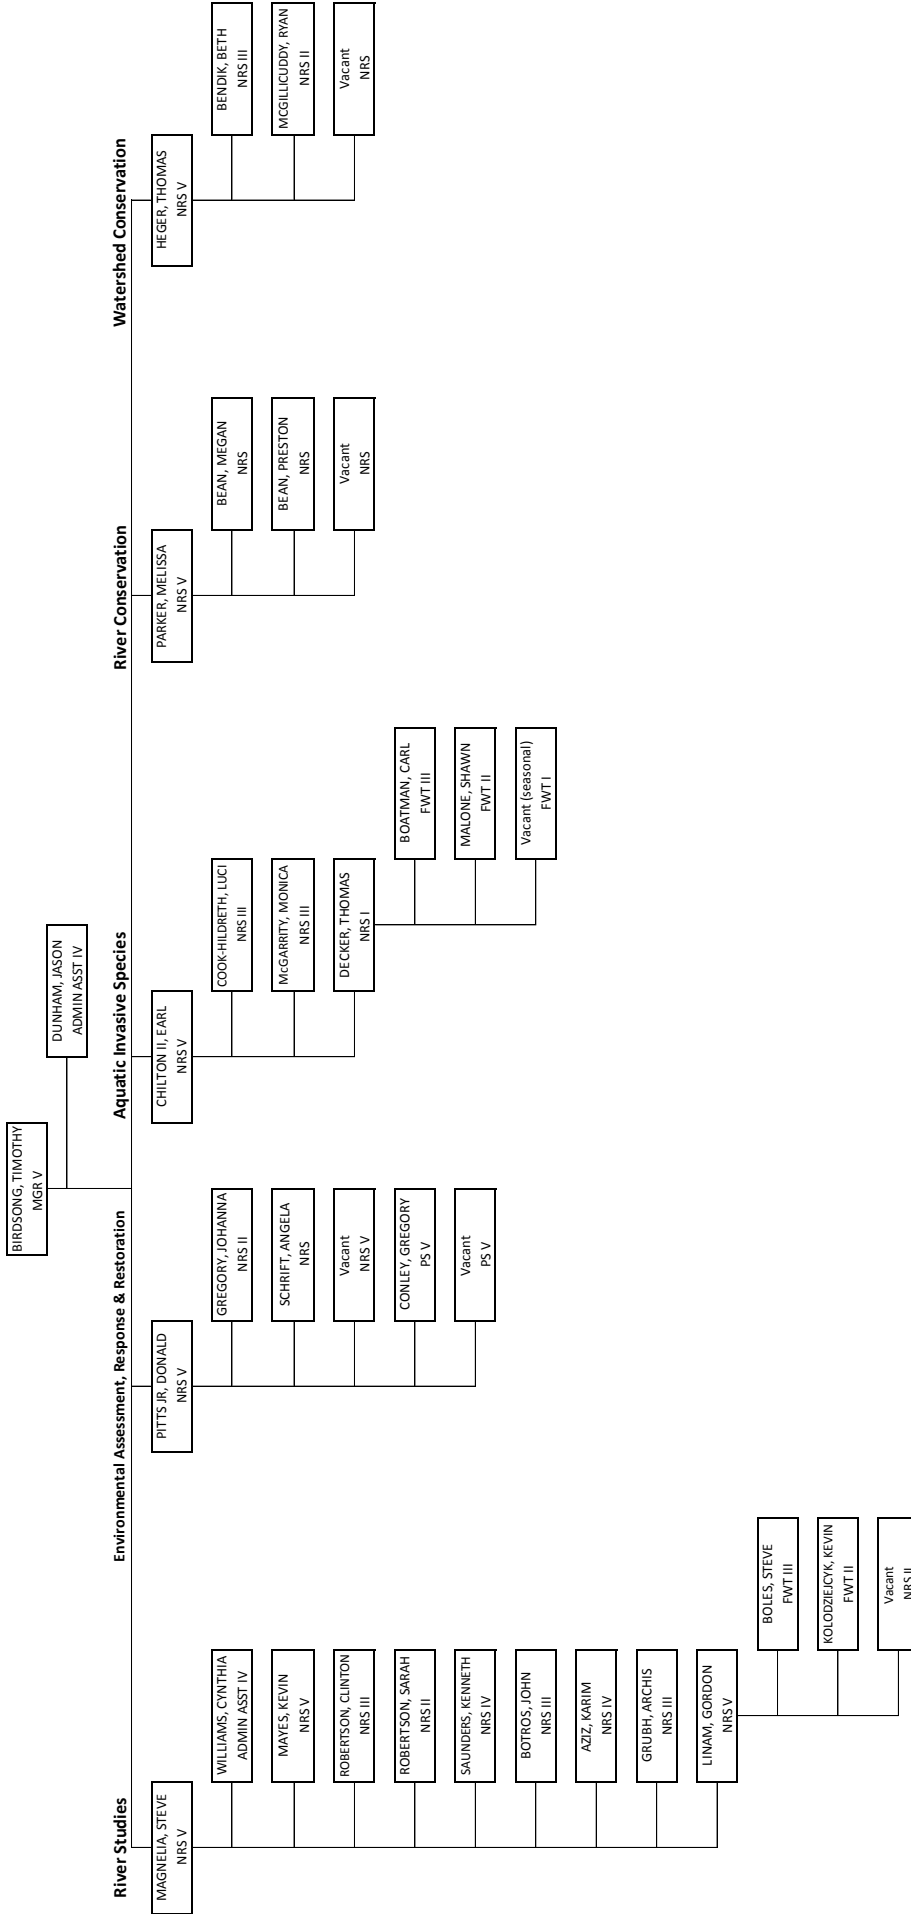 BIRDSONG, TIMOTHY
MGR V
DUNHAM, JASON
ADMIN ASST IV
River Studies
MAGNELIA, STEVE
NRS V
WILLIAMS, CYNTHIA
ADMIN ASST IV
MAYES, KEVIN
NRS V
ROBERTSON, CLINTON
NRS III
ROBERTSON, SARAH
NRS II
SAUNDERS, KENNETH
NRS IV
BOTROS, JOHN
NRS III
AZIZ, KARIM
NRS IV
GRUBH, ARCHIS
NRS III
LINAM, GORDON
NRS V
BOLES, STEVE
FWT III
KOLODZIEJCYK, KEVIN
FWT II
Vacant
NRS II
Environmental Assessment, Response & Restoration
PITTS JR, DONALD
NRS V
GREGORY, JOHANNA
NRS II
SCHRIFT, ANGELA
NRS
Vacant
NRS V
CONLEY, GREGORY
PS V
Vacant
PS V
Aquatic Invasive Species
CHILTON II, EARL
NRS V
COOK-HILDRETH, LUCI
NRS III
McGARRITY, MONICA
NRS III
DECKER, THOMAS
NRS I
BOATMAN, CARL
FWT III
MALONE, SHAWN
FWT II
Vacant (seasonal)
FWT I
River Conservation
PARKER, MELISSA
NRS V
BEAN, MEGAN
NRS
BEAN, PRESTON
NRS
Vacant
NRS
Watershed Conservation
HEGER, THOMAS
NRS V
BENDIK, BETH
NRS III
MCGILLICUDDY, RYAN
NRS II
Vacant
NRS